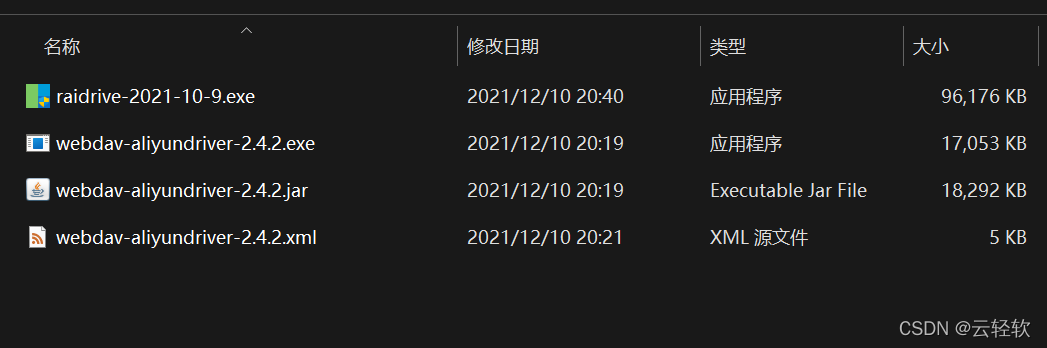 名称 修改日期 类型 大小
raidrive-2021-10-9.exe 2021/12/10 20:40 应用程序 96,176 KB
webdav-aliyundriver-2.4.2.exe 2021/12/10 20:19 应用程序 17,053 KB
webdav-aliyundriver-2.4.2.jar 2021/12/10 20:19 Executable Jar File 18,292 KB
webdav-aliyundriver-2.4.2.xml 2021/12/10 20:21 XML 源文件 5 KB
CSDN @云轻软